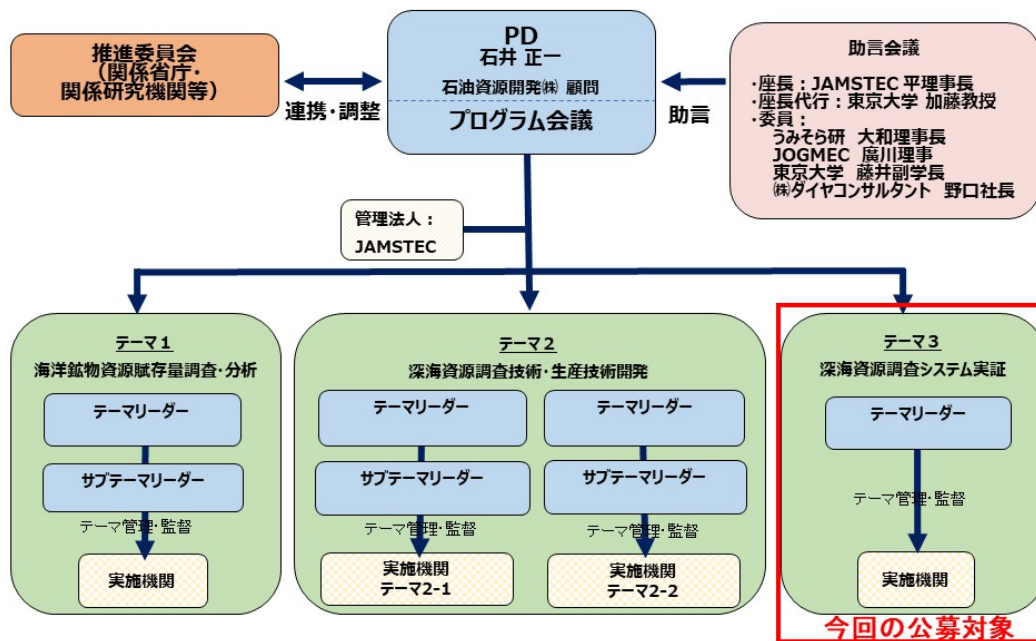 推進委員会
（関係省庁・
関係研究機関等）
連携・調整
PD
石井 正一
石油資源開発㈱ 顧問
プログラム会議
助言
助言会議
・座長：JAMSTEC 平理事長
・座長代行：東京大学 加藤教授
・委員：
うみそら研 大和理事長
JOGMEC 廣川理事
東京大学 藤井副学長
㈱ダイヤコンサルタント 野口社長
管理法人：
JAMSTEC
テーマ１
海洋鉱物資源賦存量調査・分析
テーマリーダー
サブテーマリーダー
テーマ管理・監督
実施機関
テーマ２
深海資源調査技術・生産技術開発
テーマリーダー
サブテーマリーダー
テーマ管理・監督
実施機関
テーマ2-1
テーマリーダー
サブテーマリーダー
テーマ管理・監督
実施機関
テーマ2-2
テーマ３
深海資源調査システム実証
テーマリーダー
テーマ管理・監督
実施機関
今回の公募対象